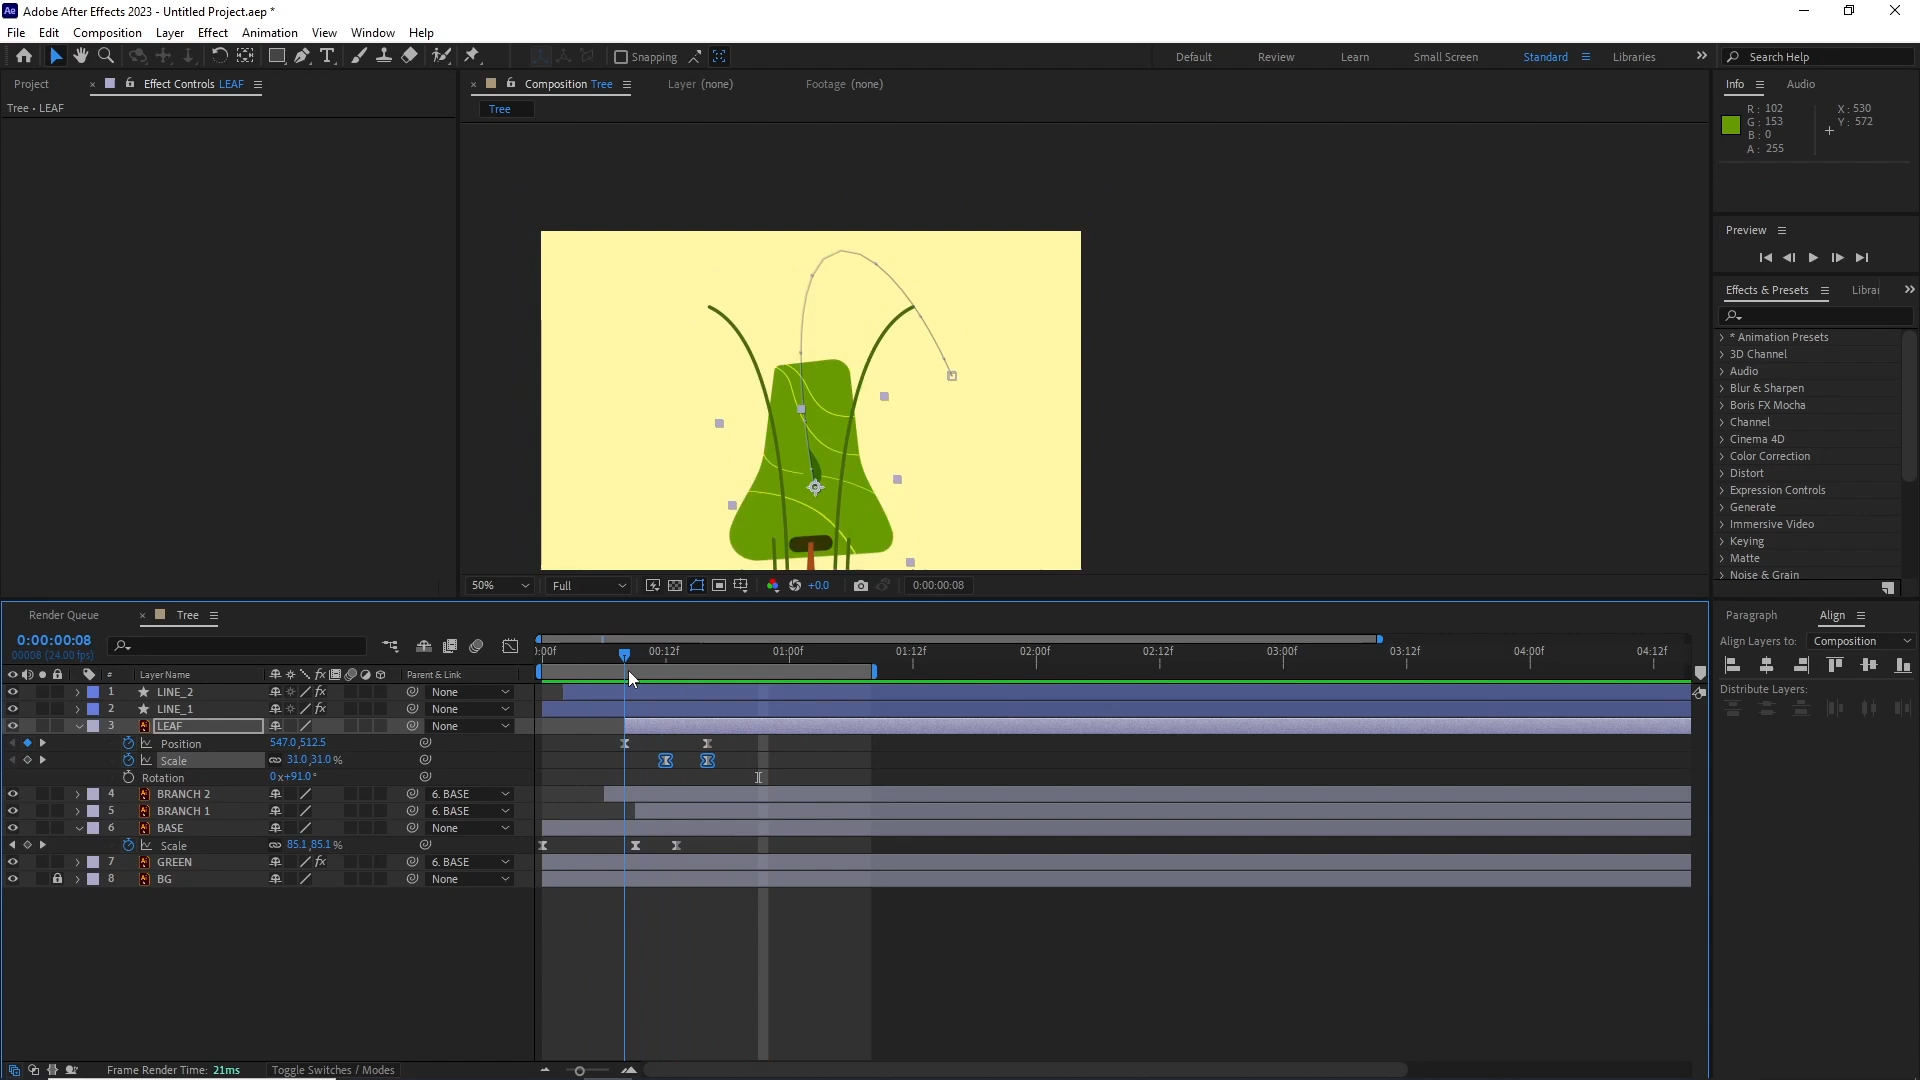 Adobe After Effects 2023 - Untitled Project.aep *
File Edit Composition Layer Effect Animation View Window Help
Snapping Default Review Learn Small Screen Standard Libraries Search Help
Project Effect Controls LEAF Composition Tree Layer (none) Footage (none) Info Audio
Tree • LEAF
Tree
R: 102 X: 530
G: 153 Y: 572
B: 0
A: 255
Preview
Effects & Presets Librar
* Animation Presets
3D Channel
Audio
Blur & Sharpen
Boris FX Mocha
Channel
Cinema 4D
Color Correction
Distort
Expression Controls
Generate
Immersive Video
Keying
Matte
Noise & Grain
50% Full +0.0 0:00:00:08
Render Queue Tree Paragraph Align
0:00:00:08
00008 (24.00 fps)
Align Layers to: Composition
:00f 00:12f 01:00f 01:12f 02:00f 02:12f 03:00f 03:12f 04:00f 04:12f
# Layer Name Parent & Link
Distribute Layers:
1 LINE_2 None
2 LINE_1 None
3 LEAF None
Position 547.0,512.5
Scale 31.0,31.0 %
Rotation 0x+91.0°
4 BRANCH 2 6. BASE
5 BRANCH 1 6. BASE
6 BASE None
Scale 85.1,85.1 %
7 GREEN 6. BASE
8 BG None
Frame Render Time: 21ms Toggle Switches / Modes